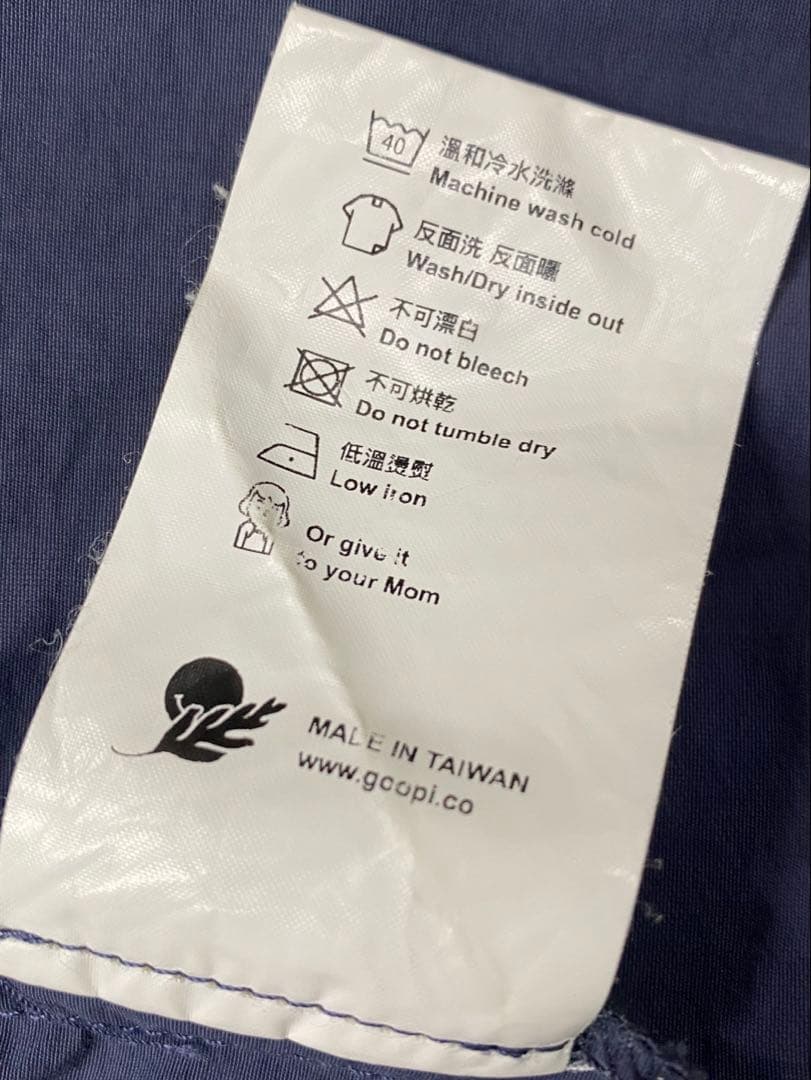 40
溫和冷水洗滌
Machine wash cold
反面洗 反面曬
Wash/Dry inside out
不可漂白
Do not bleech
不可烘乾
Do not tumble dry
低溫燙熨
Low iron
Or give it
to your Mom
MADE IN TAIWAN
www.gcopi.co